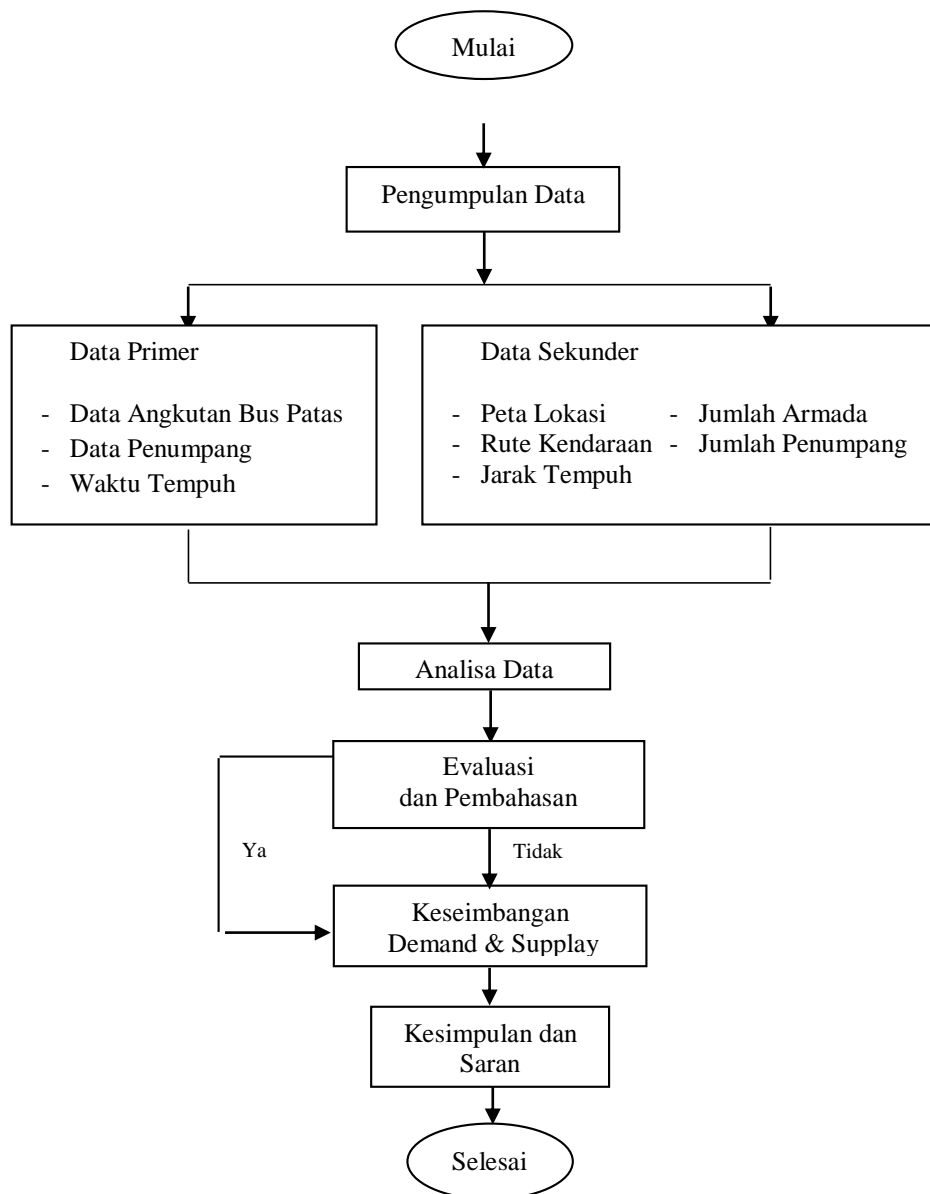 Mulai
Pengumpulan Data
Data Primer
- Data Angkutan Bus Patas
- Data Penumpang
- Waktu Tempuh
Data Sekunder
- Peta Lokasi
- Rute Kendaraan
- Jarak Tempuh
- Jumlah Armada
- Jumlah Penumpang
Analisa Data
Evaluasi
dan Pembahasan
Ya
Tidak
Keseimbangan
Demand & Supplay
Kesimpulan dan
Saran
Selesai